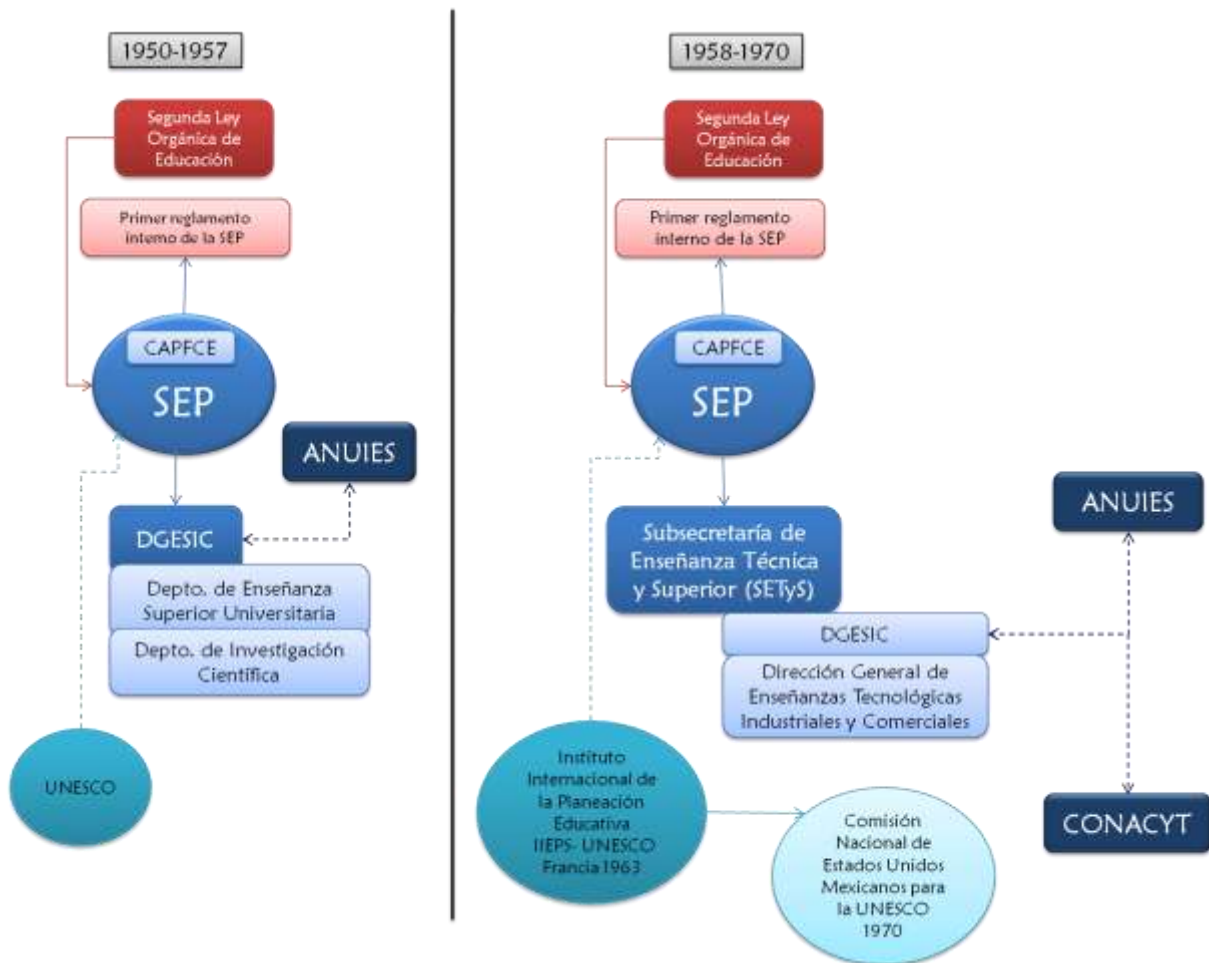 1950-1957
Segunda Ley
Orgánica de
Educación
Primer reglamento
interno de la SEP
CAPFCE
SEP
ANUIES
DGESIC
Depto. de Enseñanza
Superior Universitaria
Depto. de Investigación
Científica
UNESCO
1958-1970
Segunda Ley
Orgánica de
Educación
Primer reglamento
interno de la SEP
CAPFCE
SEP
Subsecretaría de
Enseñanza Técnica
y Superior (SETyS)
ANUIES
DGESIC
Dirección General de
Enseñanzas Tecnológicas
Industriales y Comerciales
Instituto
Internacional de
la Planeación
Educativa
IIEPS- UNESCO
Francia 1963
Comisión
Nacional de
Estados Unidos
Mexicanos para
la UNESCO
1970
CONACYT